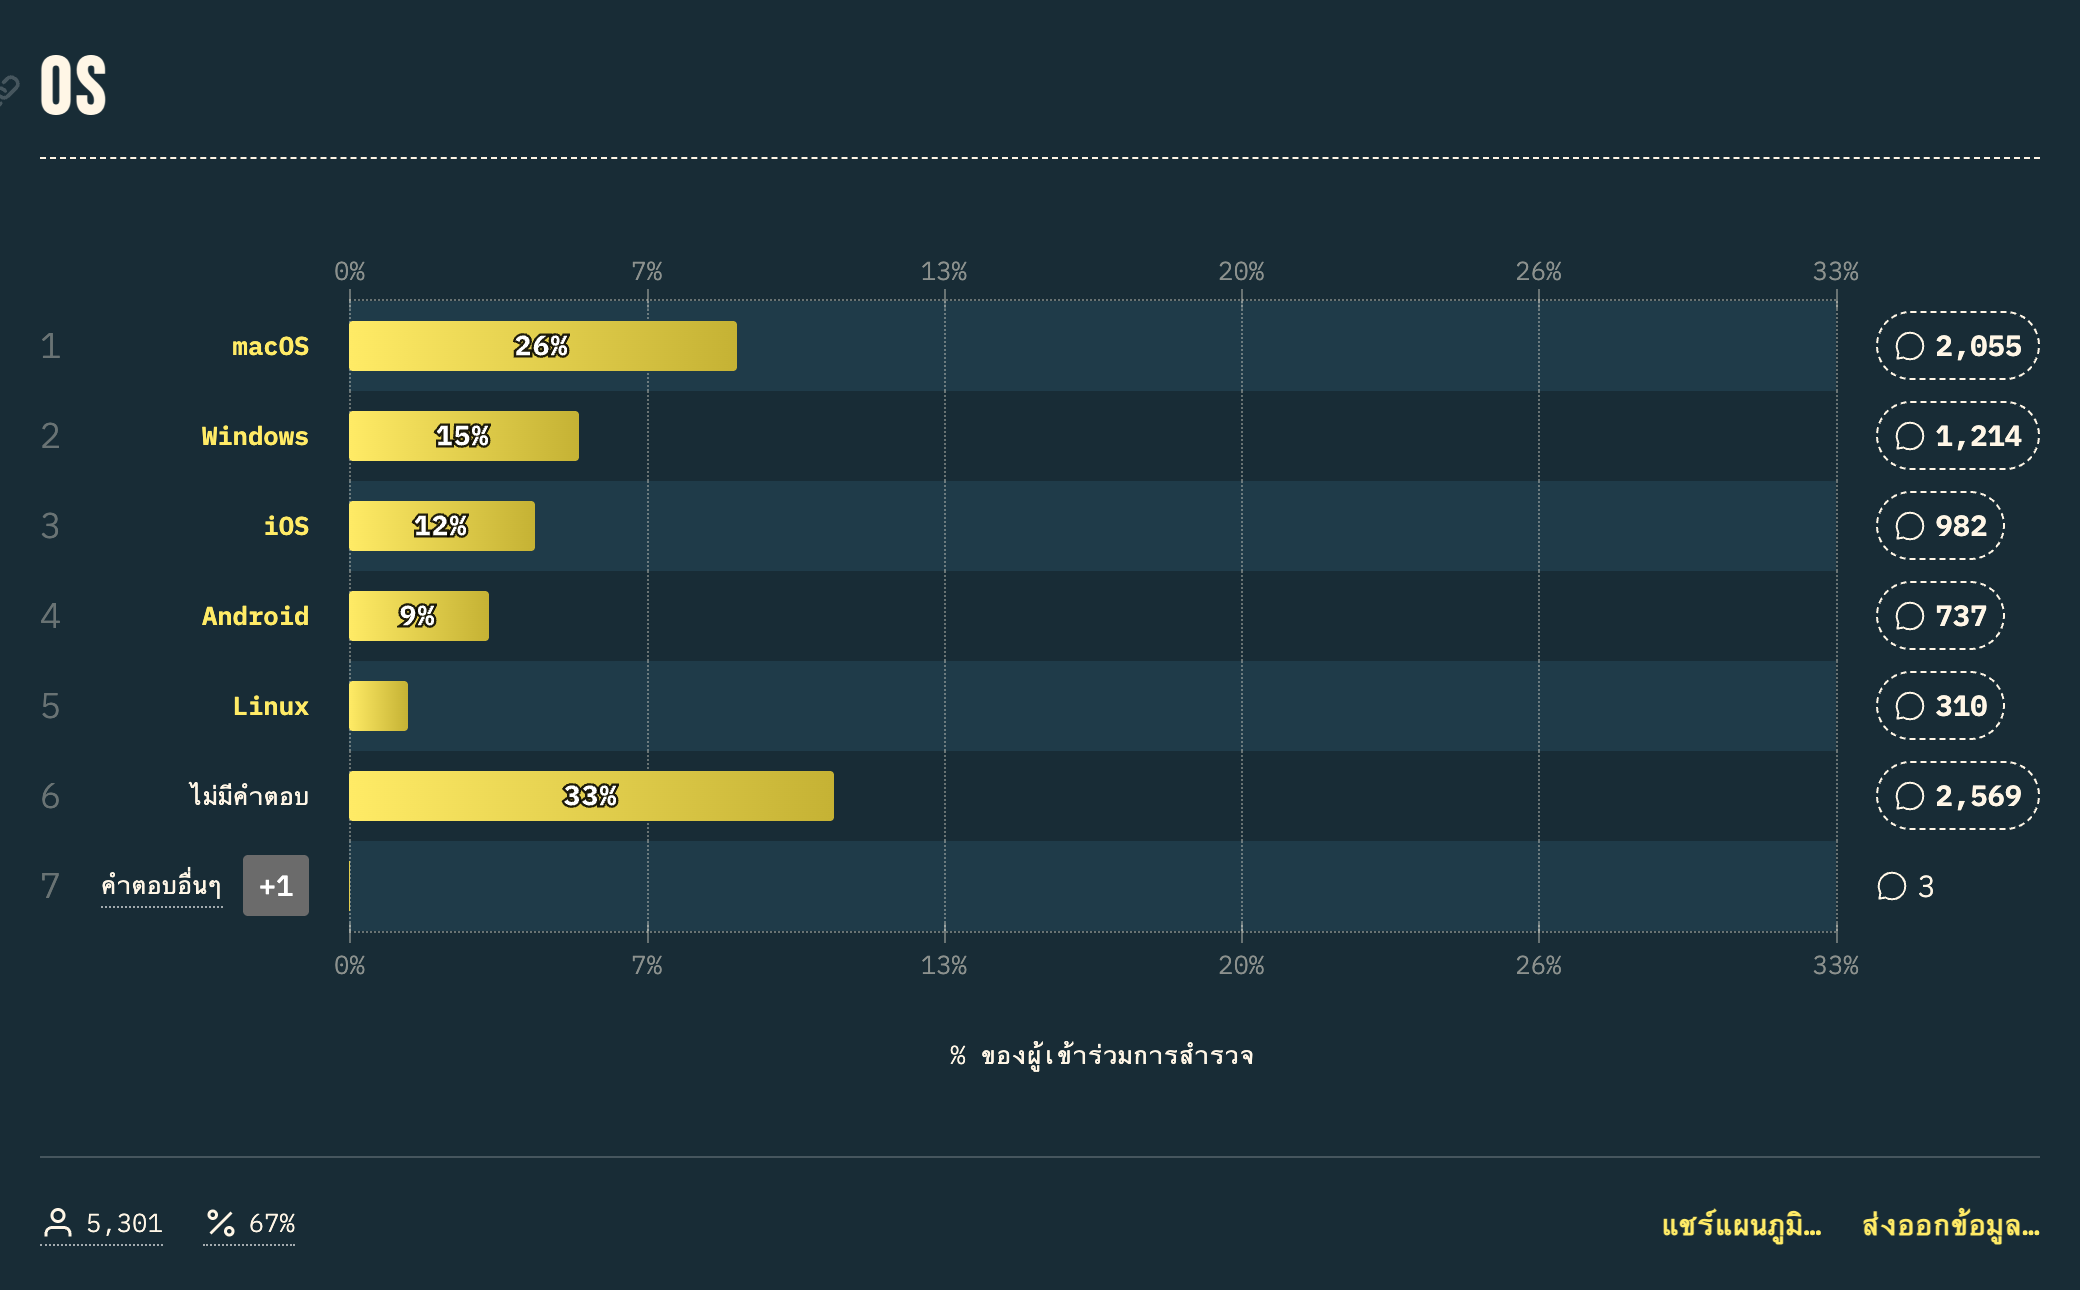 OS
0% 7% 13% 20% 26% 33%
1 macOS 26% 2,055
2 Windows 15% 1,214
3 iOS 12% 982
4 Android 9% 737
5 Linux 310
6 ไม่มีคำตอบ 33% 2,569
7 คำตอบอื่นๆ +1 3
0% 7% 13% 20% 26% 33%
% ของผู้เข้าร่วมการสำรวจ
5,301 67% แชร์แผนภูมิ… ส่งออกข้อมูล…